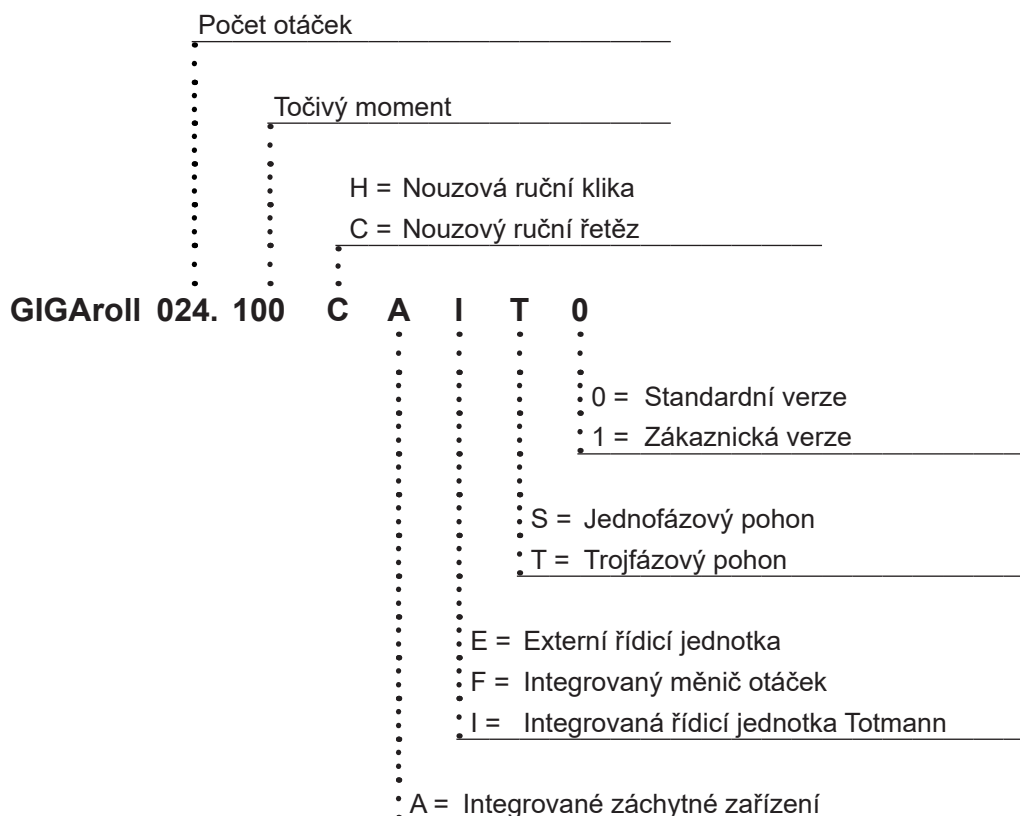 Počet otáček
Točivý moment
H = Nouzová ruční klika
C = Nouzový ruční řetěz
GIGAroll 024. 100 C A I T 0
0 = Standardní verze
1 = Zákaznická verze
S = Jednofázový pohon
T = Trojfázový pohon
E = Externí řídicí jednotka
F = Integrovaný měnič otáček
I = Integrovaná řídicí jednotka Totmann
A = Integrované záchytné zařízení